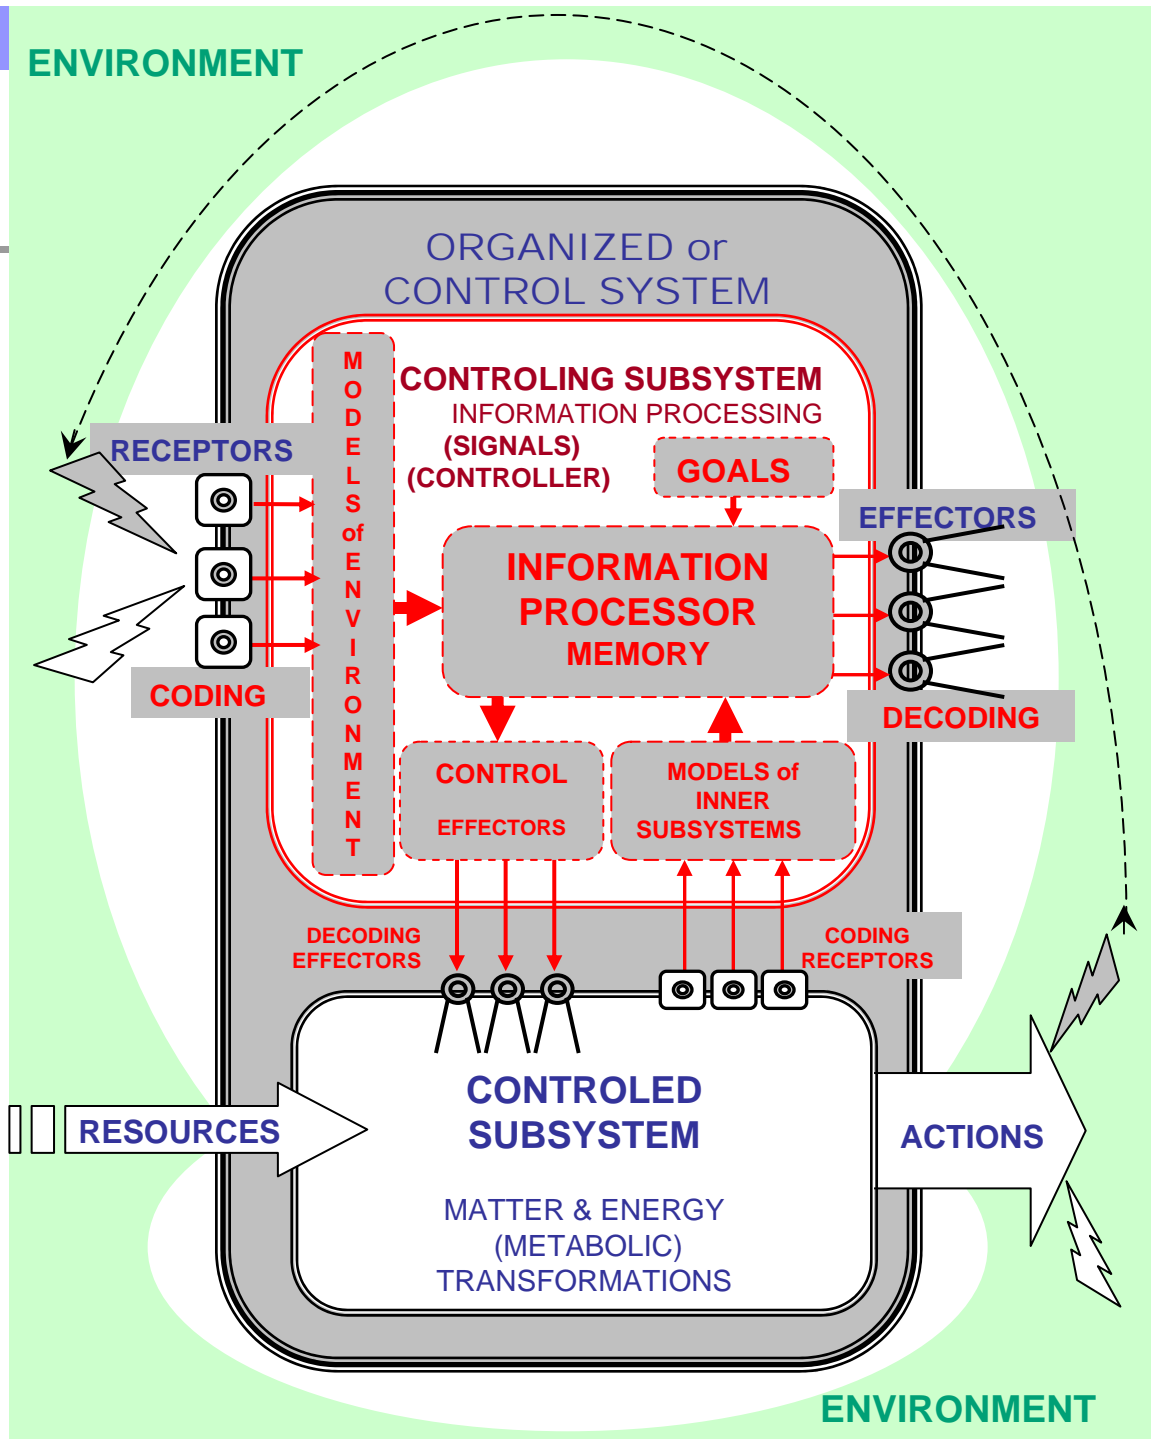 ENVIRONMENT
ORGANIZED or
CONTROL SYSTEM
MODELS of ENVIRONMENT
CONTROLING SUBSYSTEM
INFORMATION PROCESSING
(SIGNALS)
(CONTROLLER)
GOALS
RECEPTORS
CODING
INFORMATION
PROCESSOR
MEMORY
EFFECTORS
DECODING
CONTROL
EFFECTORS
MODELS of
INNER
SUBSYSTEMS
DECODING
EFFECTORS
CODING
RECEPTORS
CONTROLED
SUBSYSTEM
MATTER & ENERGY
(METABOLIC)
TRANSFORMATIONS
RESOURCES
ACTIONS
ENVIRONMENT